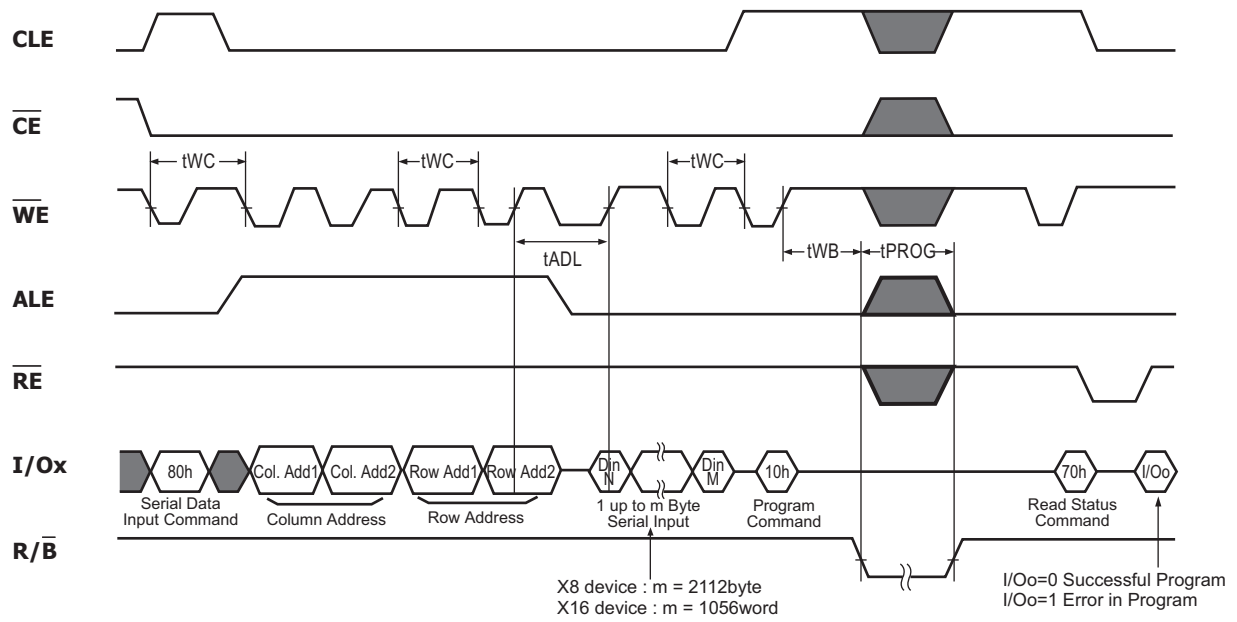 CLE
CE
tWC
tWC
tWC
WE
tADL
tWB
tPROG
ALE
RE
I/Ox
80h
Col. Add1
Col. Add2
Row Add1
Row Add2
Din
N
Din
M
10h
70h
I/Oo
Serial Data
Input Command
Column Address
Row Address
1 up to m Byte
Serial Input
Program
Command
Read Status
Command
R/B
X8 device : m = 2112byte
X16 device : m = 1056word
I/Oo=0 Successful Program
I/Oo=1 Error in Program